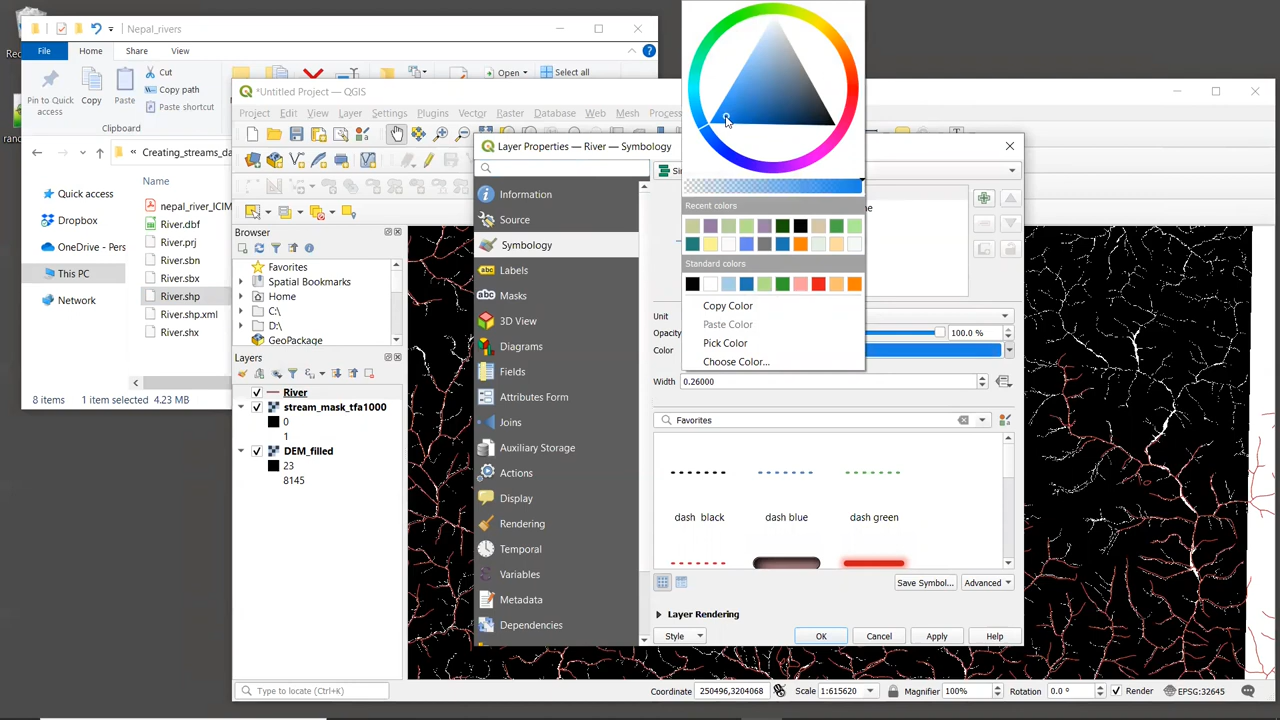 Nepal_rivers
File
Home
Share
View
Pin to Quick access
Copy
Paste
Cut
Copy path
Paste shortcut
Open
Select all
Clipboard
Creating_streams_da
Quick access
Dropbox
OneDrive - Pers
This PC
Network
Name
nepal_river_ICIM
River.dbf
River.prj
River.sbn
River.sbx
River.shp
River.shp.xml
River.shx
8 items
1 item selected 4.23 MB
*Untitled Project — QGIS
Project
Edit
View
Layer
Settings
Plugins
Vector
Raster
Database
Web
Mesh
Browser
Favorites
Spatial Bookmarks
Home
C:\
D:\
GeoPackage
Layers
River
stream_mask_tfa1000
0
1
DEM_filled
23
8145
Layer Properties — River — Symbology
Information
Source
Symbology
Labels
Masks
3D View
Diagrams
Fields
Attributes Form
Joins
Auxiliary Storage
Actions
Display
Rendering
Temporal
Variables
Metadata
Dependencies
Recent colors
Standard colors
Copy Color
Paste Color
Pick Color
Choose Color...
Unit
Opacity
100.0 %
Color
Width
0.26000
Favorites
dash black
dash blue
dash green
Save Symbol...
Advanced
Layer Rendering
Style
OK
Cancel
Apply
Help
Type to locate (Ctrl+K)
Coordinate
250496,3204068
Scale
1:615620
Magnifier
100%
Rotation
0.0 °
Render
EPSG:32645